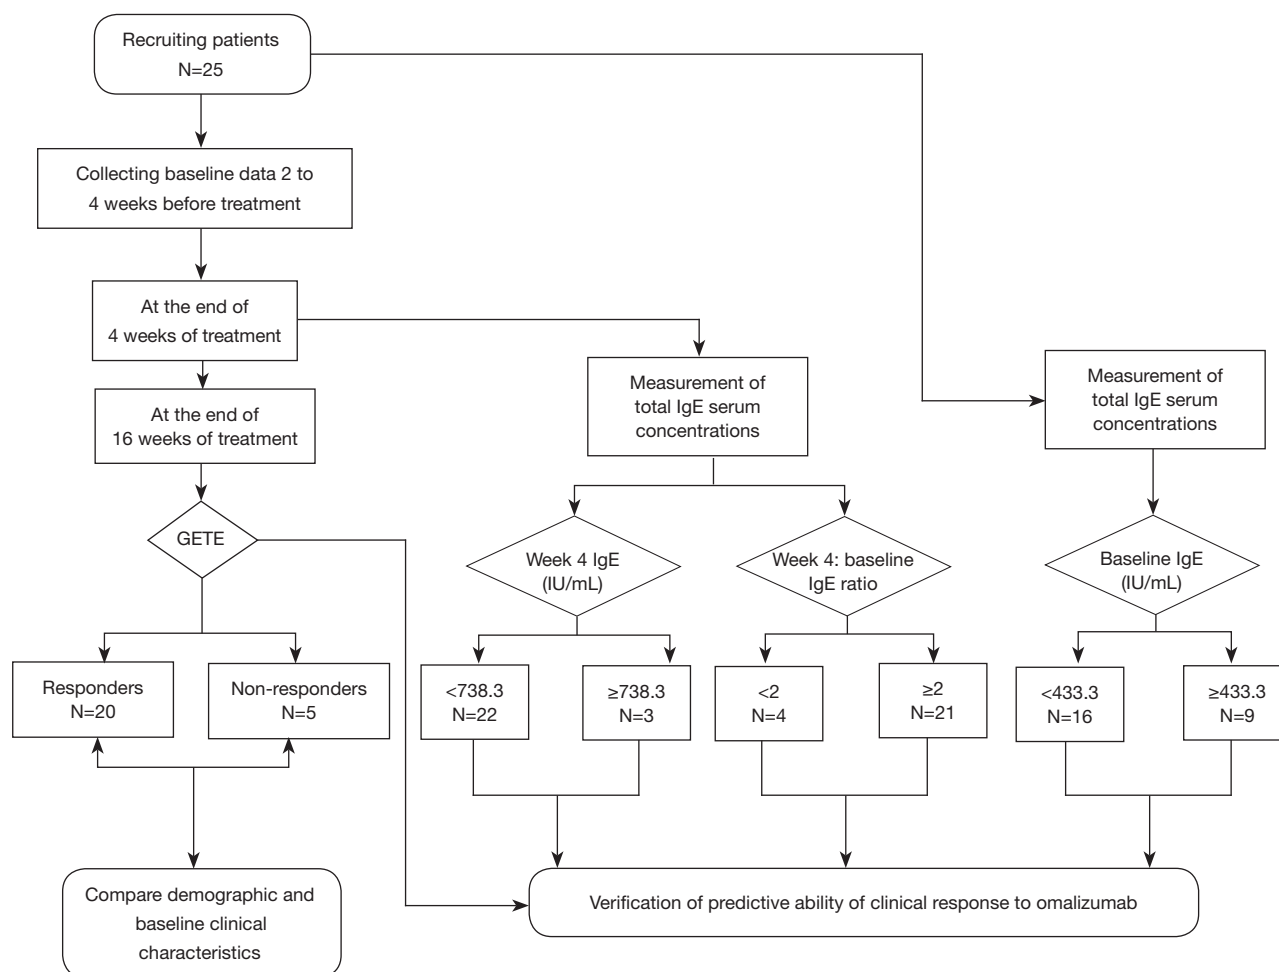 Recruiting patients
N=25
Collecting baseline data 2 to
4 weeks before treatment
At the end of
4 weeks of treatment
At the end of
16 weeks of treatment
GETE
Responders
N=20
Non-responders
N=5
Compare demographic and
baseline clinical
characteristics
Measurement of
total IgE serum
concentrations
Week 4 IgE
(IU/mL)
<738.3
N=22
≥738.3
N=3
Week 4: baseline
IgE ratio
<2
N=4
≥2
N=21
Measurement of
total IgE serum
concentrations
Baseline IgE
(IU/mL)
<433.3
N=16
≥433.3
N=9
Verification of predictive ability of clinical response to omalizumab